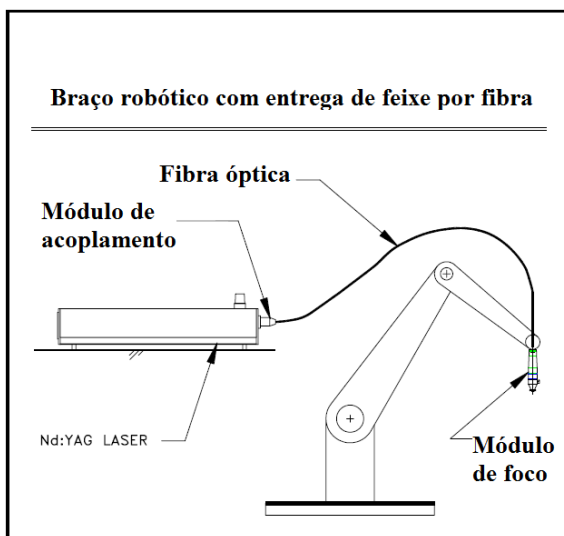 Braço robótico com entrega de feixe por fibra
Fibra óptica
Módulo de
acoplamento
Nd:YAG LASER
Módulo
de foco